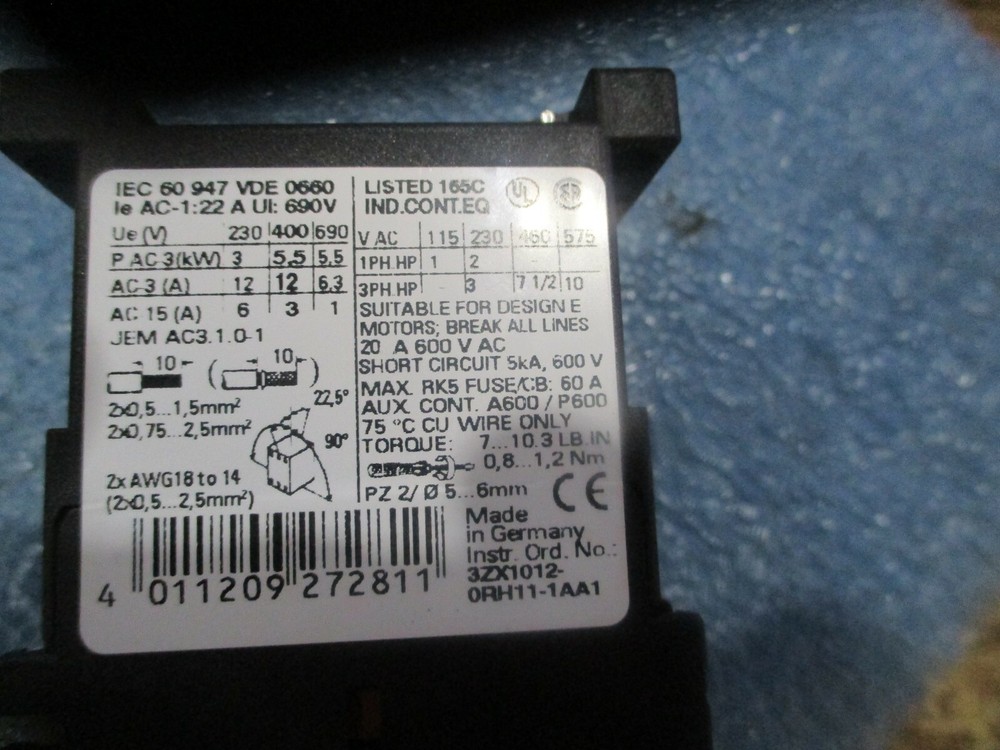 IEC 60 947 VDE 0660
Ie AC-1:22 A UI: 690V
Ue (V) 230 400 690
P AC 3(kW) 3 5,5 5,5
AC-3 (A) 12 12 6,3
AC 15 (A) 6 3 1
JEM AC3.1.0-1
10 10
2x0,5...1,5mm²
2x0,75...2,5mm²
22,5°
90°
2x AWG18 to 14
(2x0,5...2,5mm²)
LISTED 165C UL
IND.CONT.EQ
V AC 115 230 460 575
1PH.HP 1 2 - -
3PH.HP - 3 7 1/2 10
SUITABLE FOR DESIGN E
MOTORS; BREAK ALL LINES
20 A 600 V AC
SHORT CIRCUIT 5kA, 600 V
MAX. RK5 FUSE/CB: 60 A
AUX. CONT. A600 / P600
75 °C CU WIRE ONLY
TORQUE: 7...10.3 LB.IN
0,8...1,2 Nm
PZ 2/ Ø 5...6mm CE
Made
in Germany
Instr. Ord. No.:
3ZX1012-
0RH11-1AA1
4 011209 272811